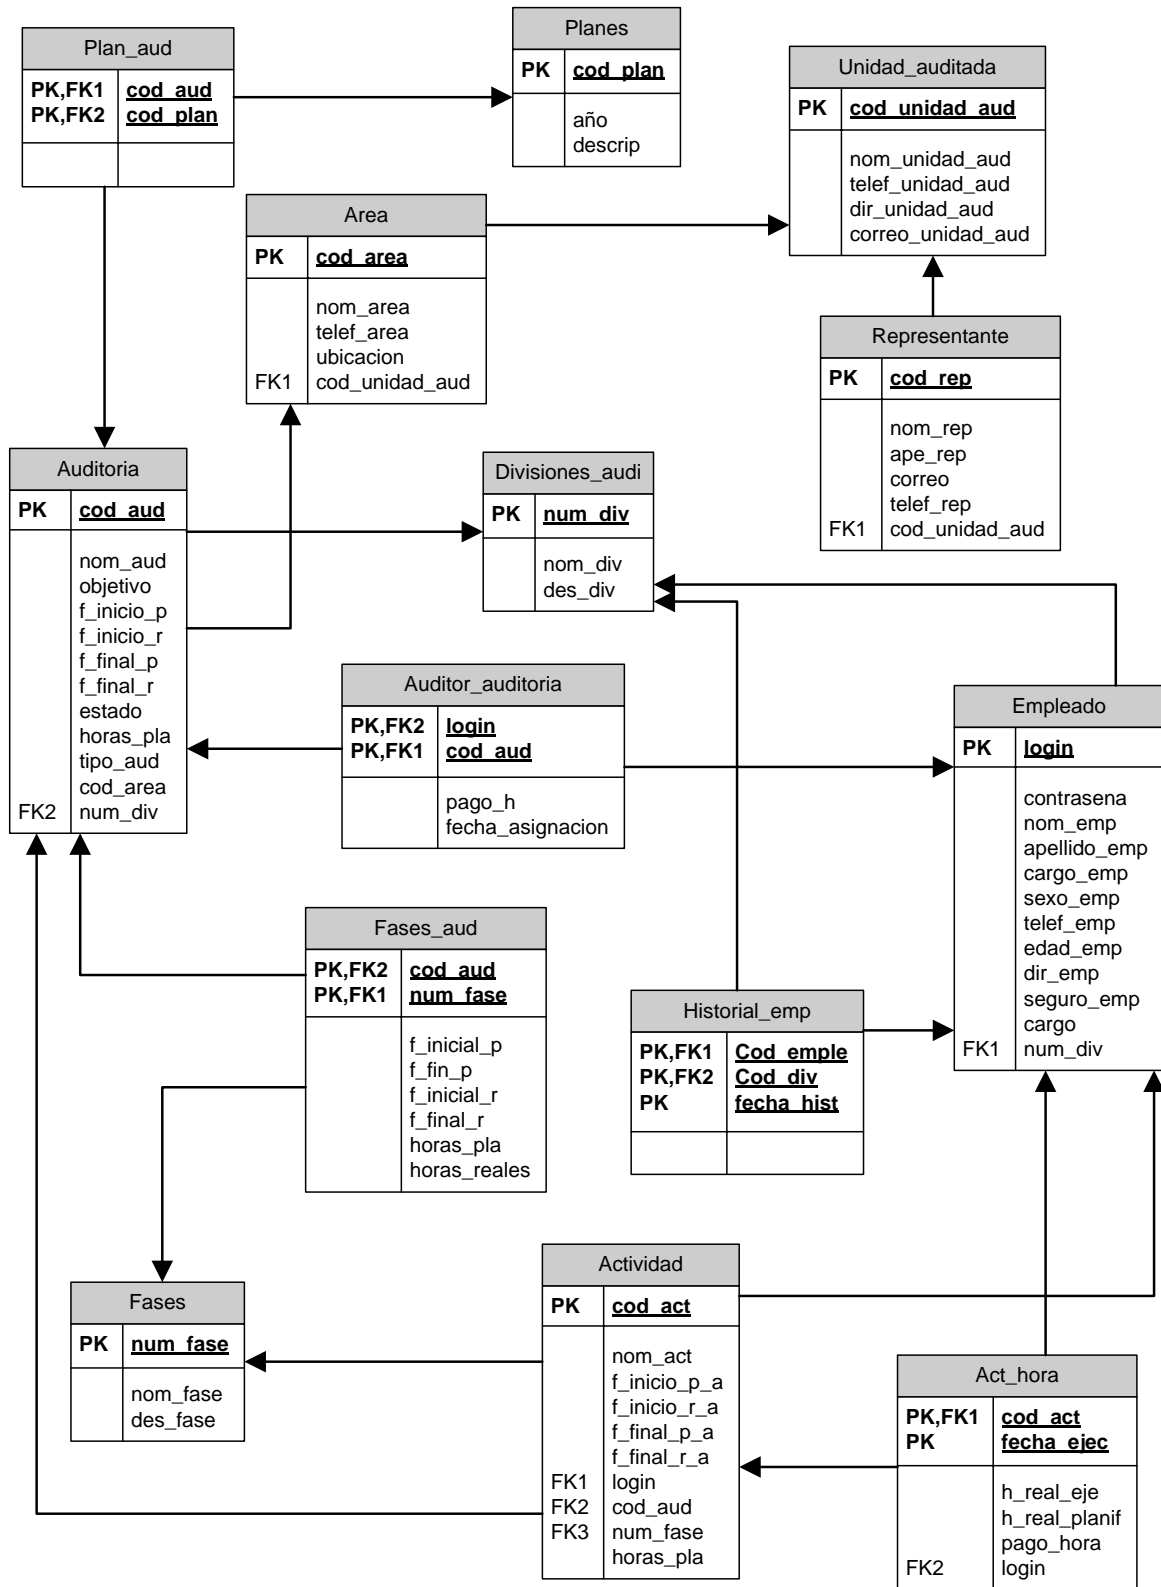 Plan_aud
PK,FK1 cod_aud
PK,FK2 cod_plan
Planes
PK cod_plan
año
descrip
Unidad_auditada
PK cod_unidad_aud
nom_unidad_aud
telef_unidad_aud
dir_unidad_aud
correo_unidad_aud
Area
PK cod_area
nom_area
telef_area
ubicacion
FK1 cod_unidad_aud
Representante
PK cod_rep
nom_rep
ape_rep
correo
telef_rep
FK1 cod_unidad_aud
Auditoria
PK cod_aud
nom_aud
objetivo
f_inicio_p
f_inicio_r
f_final_p
f_final_r
estado
horas_pla
tipo_aud
cod_area
FK2 num_div
Divisiones_audi
PK num_div
nom_div
des_div
Auditor_auditoria
PK,FK2 login
PK,FK1 cod_aud
pago_h
fecha_asignacion
Empleado
PK login
contrasena
nom_emp
apellido_emp
cargo_emp
sexo_emp
telef_emp
edad_emp
dir_emp
seguro_emp
cargo
FK1 num_div
Fases_aud
PK,FK2 cod_aud
PK,FK1 num_fase
f_inicial_p
f_fin_p
f_inicial_r
f_final_r
horas_pla
horas_reales
Historial_emp
PK,FK1 Cod_emple
PK,FK2 Cod_div
PK fecha_hist
Fases
PK num_fase
nom_fase
des_fase
Actividad
PK cod_act
nom_act
f_inicio_p_a
f_inicio_r_a
f_final_p_a
f_final_r_a
FK1 login
FK2 cod_aud
FK3 num_fase
horas_pla
Act_hora
PK,FK1 cod_act
PK fecha_ejec
h_real_eje
h_real_planif
pago_hora
FK2 login